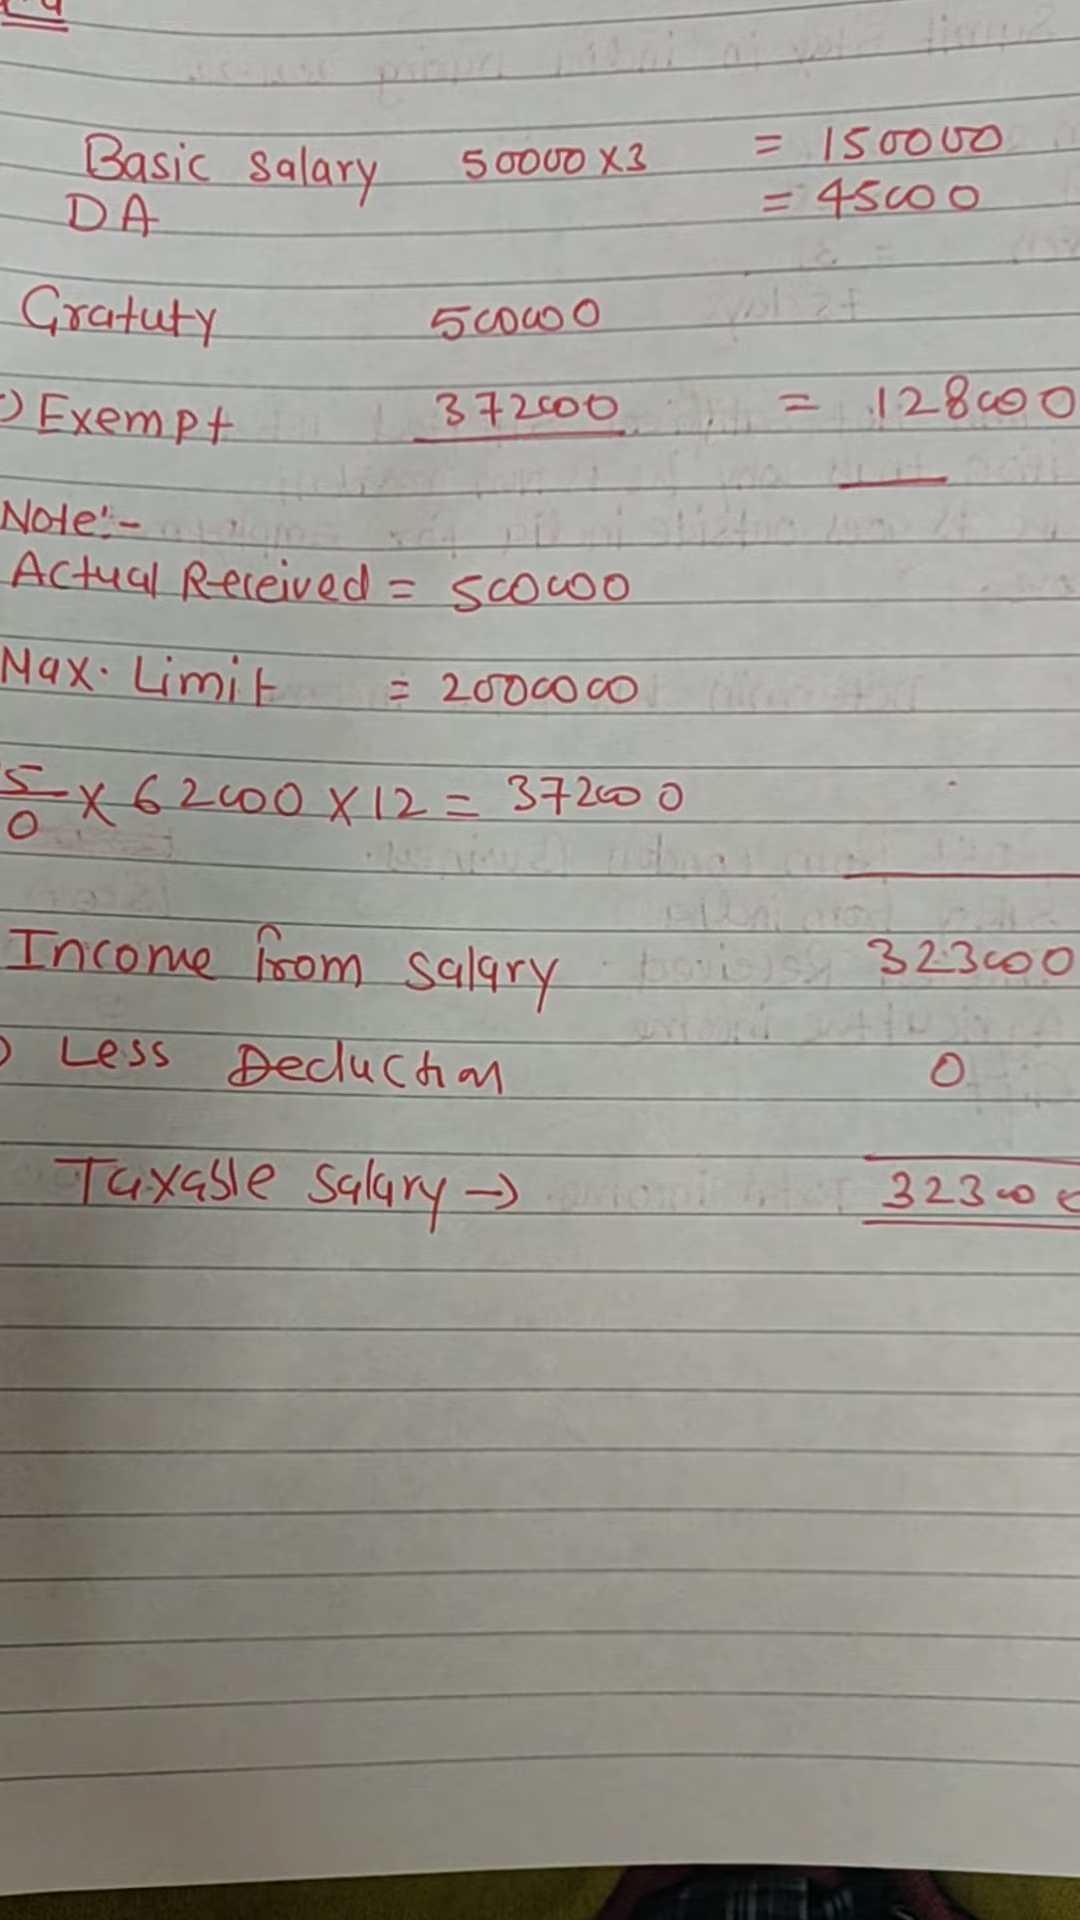 Basic Salary 50000 x 3 = 150000
DA = 45000
Gratuty 500000
Exempt 372000 = 128000
Note:-
Actual Received = 500000
Max. Limit = 2000000
5/0 x 62000 x 12 = 372000
Income from Salary 323000
Less Deduction 0
Taxable Salary → 323000